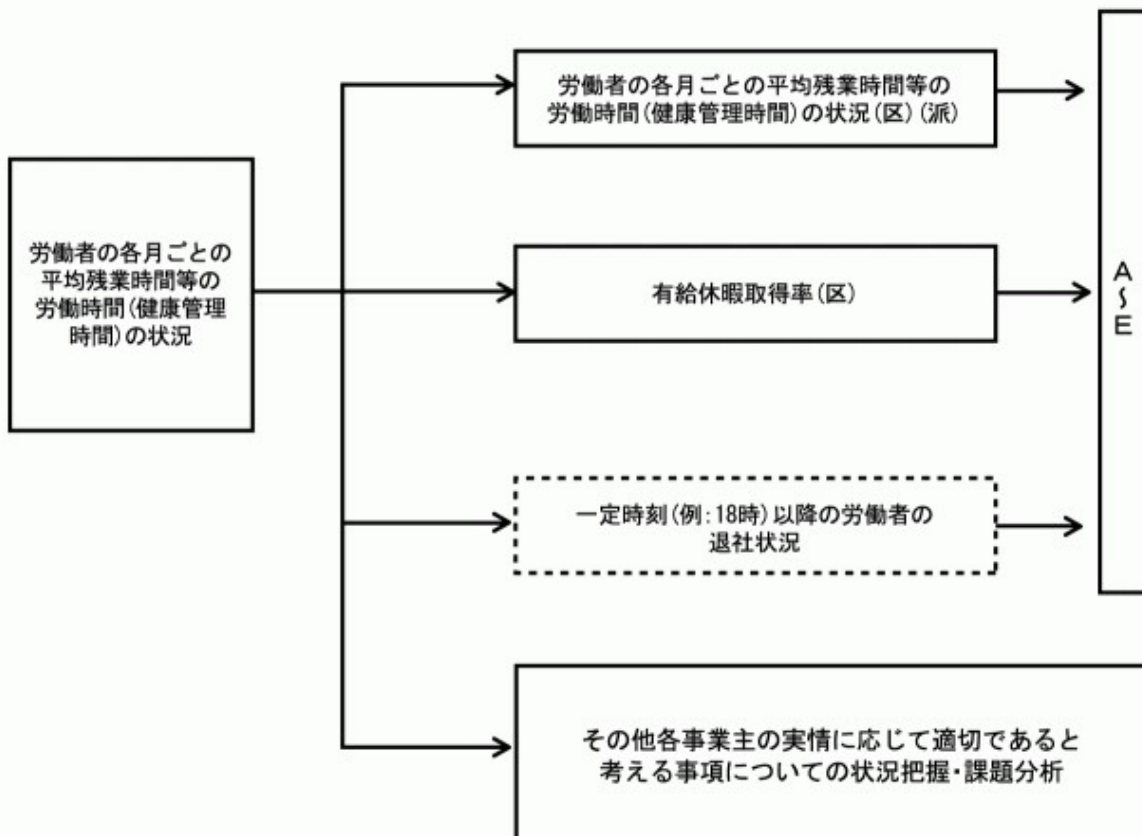 労働者の各月ごとの
平均残業時間等の
労働時間(健康管理
時間)の状況
労働者の各月ごとの平均残業時間等の
労働時間(健康管理時間)の状況(区)(派)
有給休暇取得率(区)
一定時刻(例:18時)以降の労働者の
退社状況
その他各事業主の実情に応じて適切であると
考える事項についての状況把握・課題分析
A～E